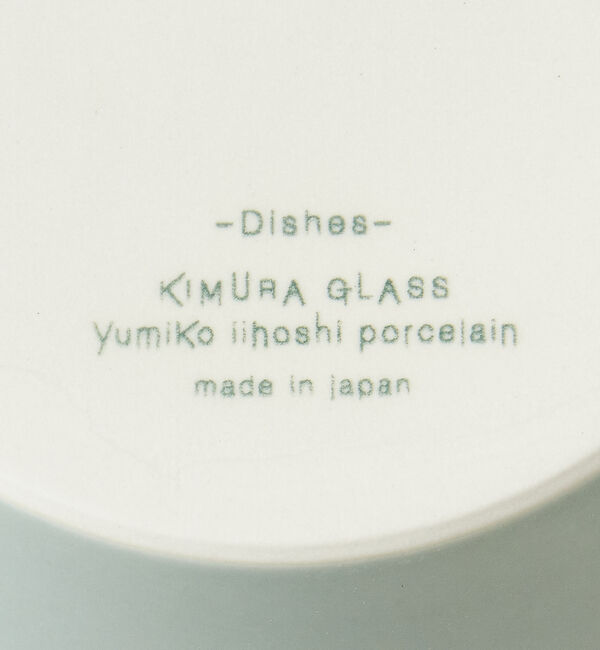 -Dishes-
KIMURA GLASS
yumiKo iihoshi porcelain
made in japan